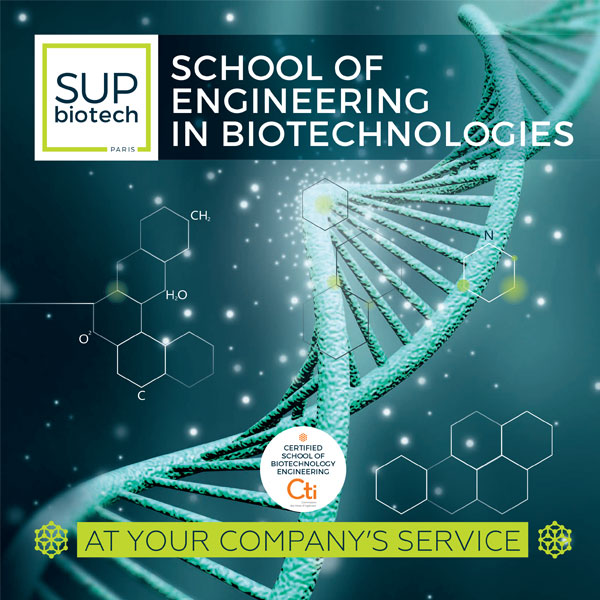 SUP
biotech
PARIS
SCHOOL OF
ENGINEERING
IN BIOTECHNOLOGIES
CH₂
N
H₂O
O²
C
CERTIFIED
SCHOOL OF
BIOTECHNOLOGY
ENGINEERING
Cti
AT YOUR COMPANY'S SERVICE